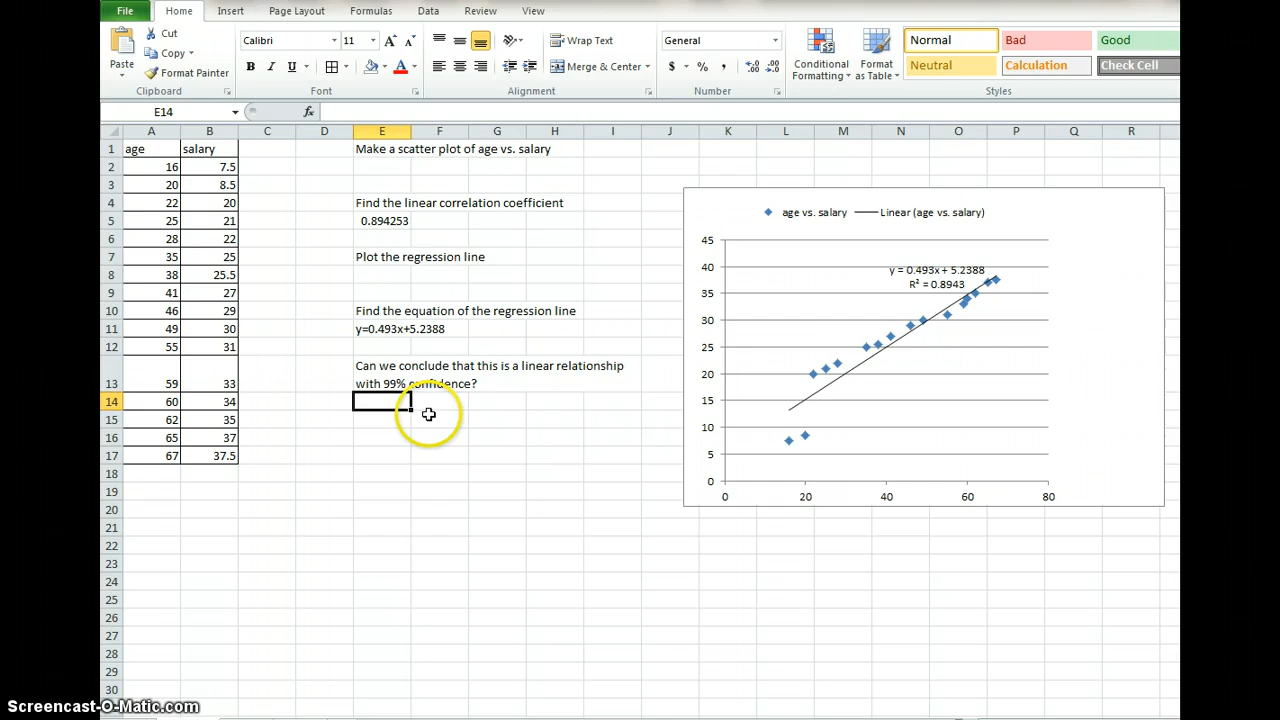 File Home Insert Page Layout Formulas Data Review View
Paste Cut Copy Format Painter Clipboard
Calibri 11 B I U Font
Wrap Text Merge & Center Alignment
General $ % , Number
Conditional Formatting Format as Table
Normal Bad Good
Neutral Calculation Check Cell
Styles
E14 fx
A B C D E F G H I J K L M N O P Q R
1 age salary Make a scatter plot of age vs. salary
2 16 7.5
3 20 8.5
4 22 20 Find the linear correlation coefficient
5 25 21 0.894253
6 28 22
7 35 25 Plot the regression line
8 38 25.5
9 41 27
10 46 29 Find the equation of the regression line
11 49 30 y=0.493x+5.2388
12 55 31
Can we conclude that this is a linear relationship
13 59 33 with 99% confidence?
14 60 34
15 62 35
16 65 37
17 67 37.5
18
19
20
21
22
23
24
25
26
27
28
29
30
age vs. salary Linear (age vs. salary)
45
40
35
30
25
20
15
10
5
0
y = 0.493x + 5.2388
R² = 0.8943
0 20 40 60 80
Screencast-O-Matic.com